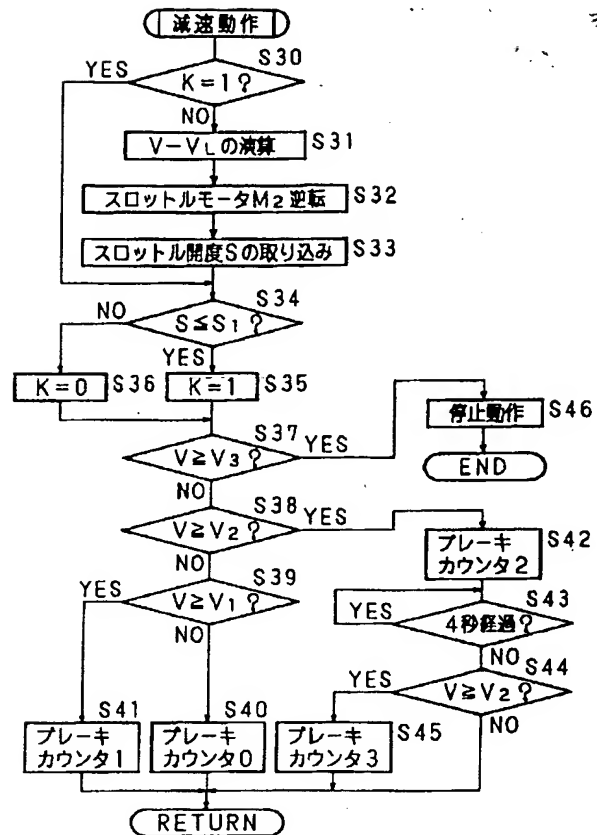 減速動作
S30
YES
K=1?
NO
V-VLの演算
S31
スロットルモータM2逆転
S32
スロットル開度Sの取り込み
S33
S34
NO
S≦S1?
YES
K=0
S36
K=1
S35
停止動作
S46
S37
V≧V3?
YES
END
NO
S38
V≧V2?
YES
ブレーキ
カウンタ2
S42
NO
S39
YES
V≧V1?
NO
S43
YES
4秒経過?
NO
S44
YES
V≧V2?
NO
S41
ブレーキ
カウンタ1
S40
ブレーキ
カウンタ0
ブレーキ
カウンタ3
S45
RETURN